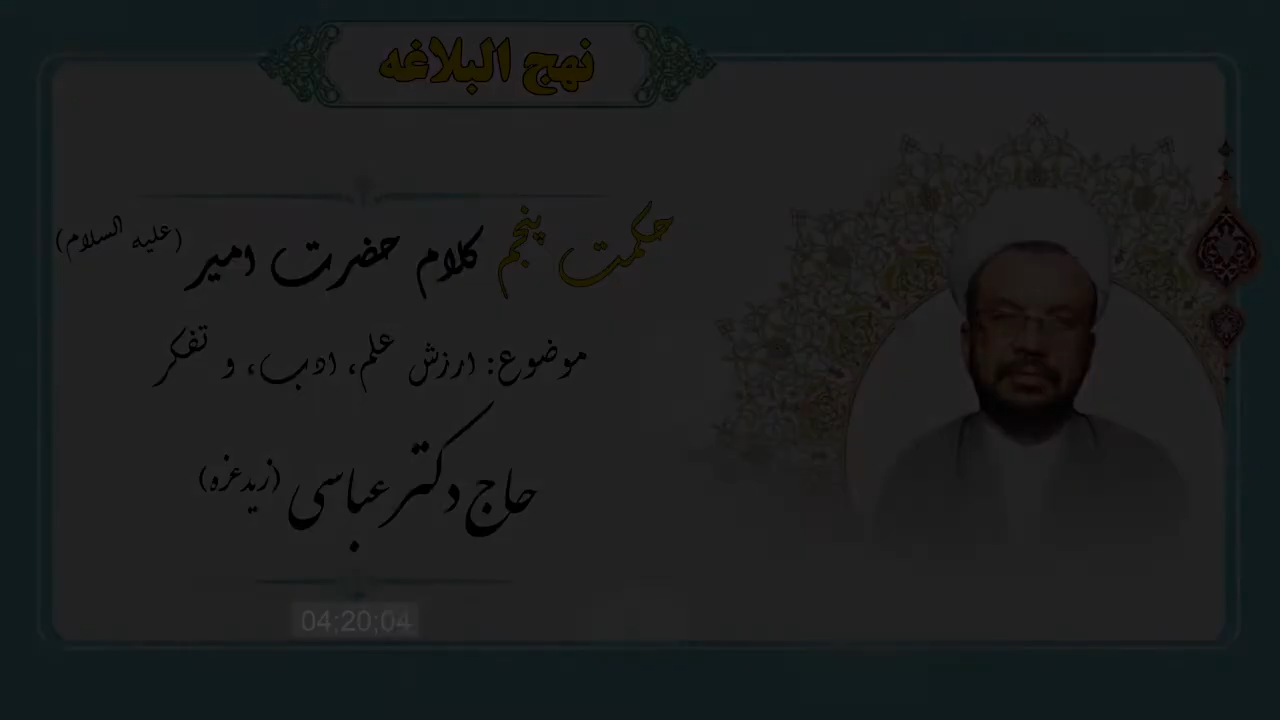 نهج البلاغه
حکمت پنجم کلام حضرت امیر (علیه السلام)
موضوع: ارزش علم، ادب، و تفکر
حاج دکتر عباسی (زیدعزه)
04;20;04